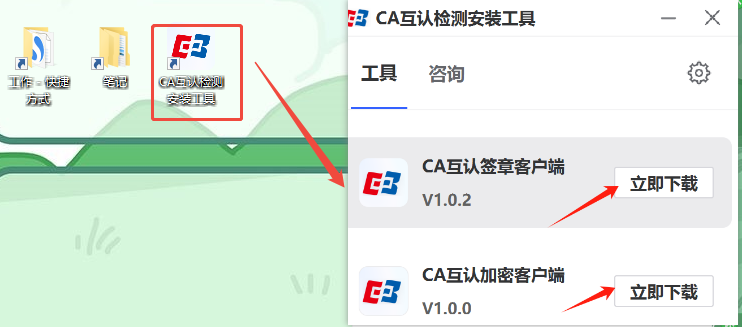 工作 - 快捷
方式
笔记
CA互认检测
安装工具
CA互认检测安装工具
工具
咨询
CA互认签章客户端
V1.0.2
立即下载
CA互认加密客户端
V1.0.0
立即下载